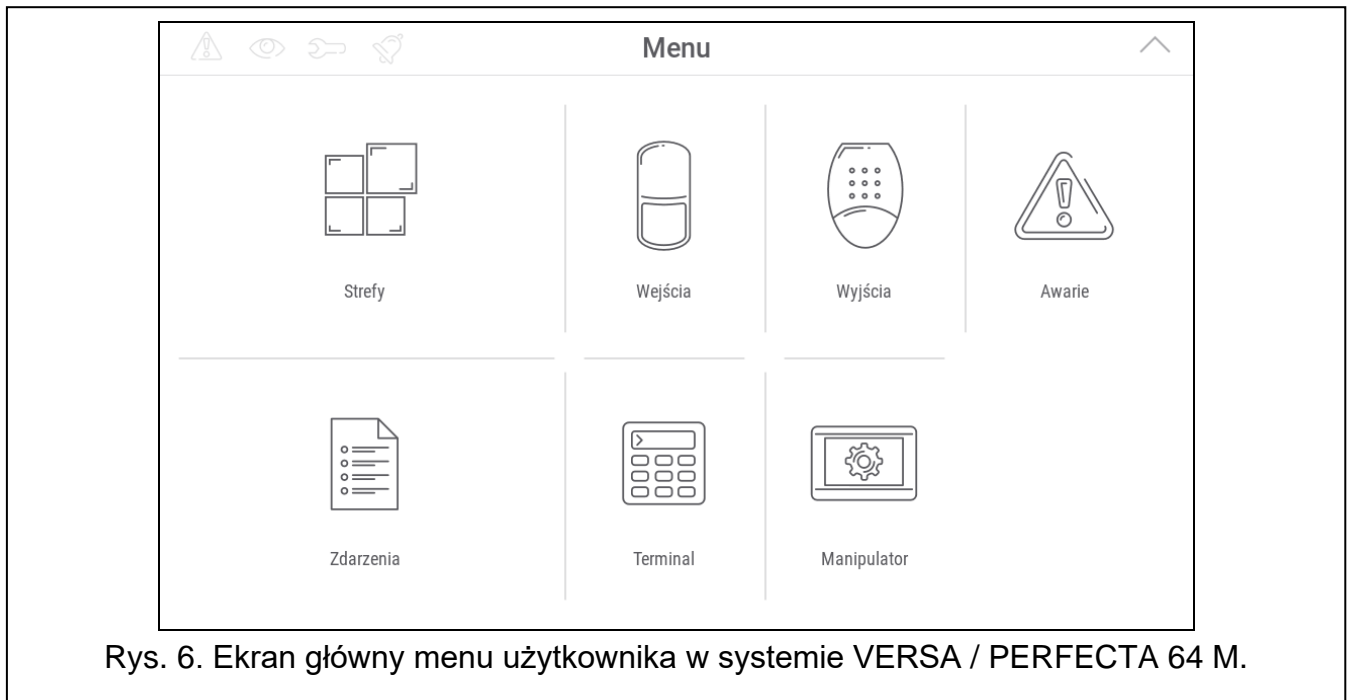 Menu
Strefy
Wejścia
Wyjścia
Awarie
Zdarzenia
Terminal
Manipulator
Rys. 6. Ekran główny menu użytkownika w systemie VERSA / PERFECTA 64 M.